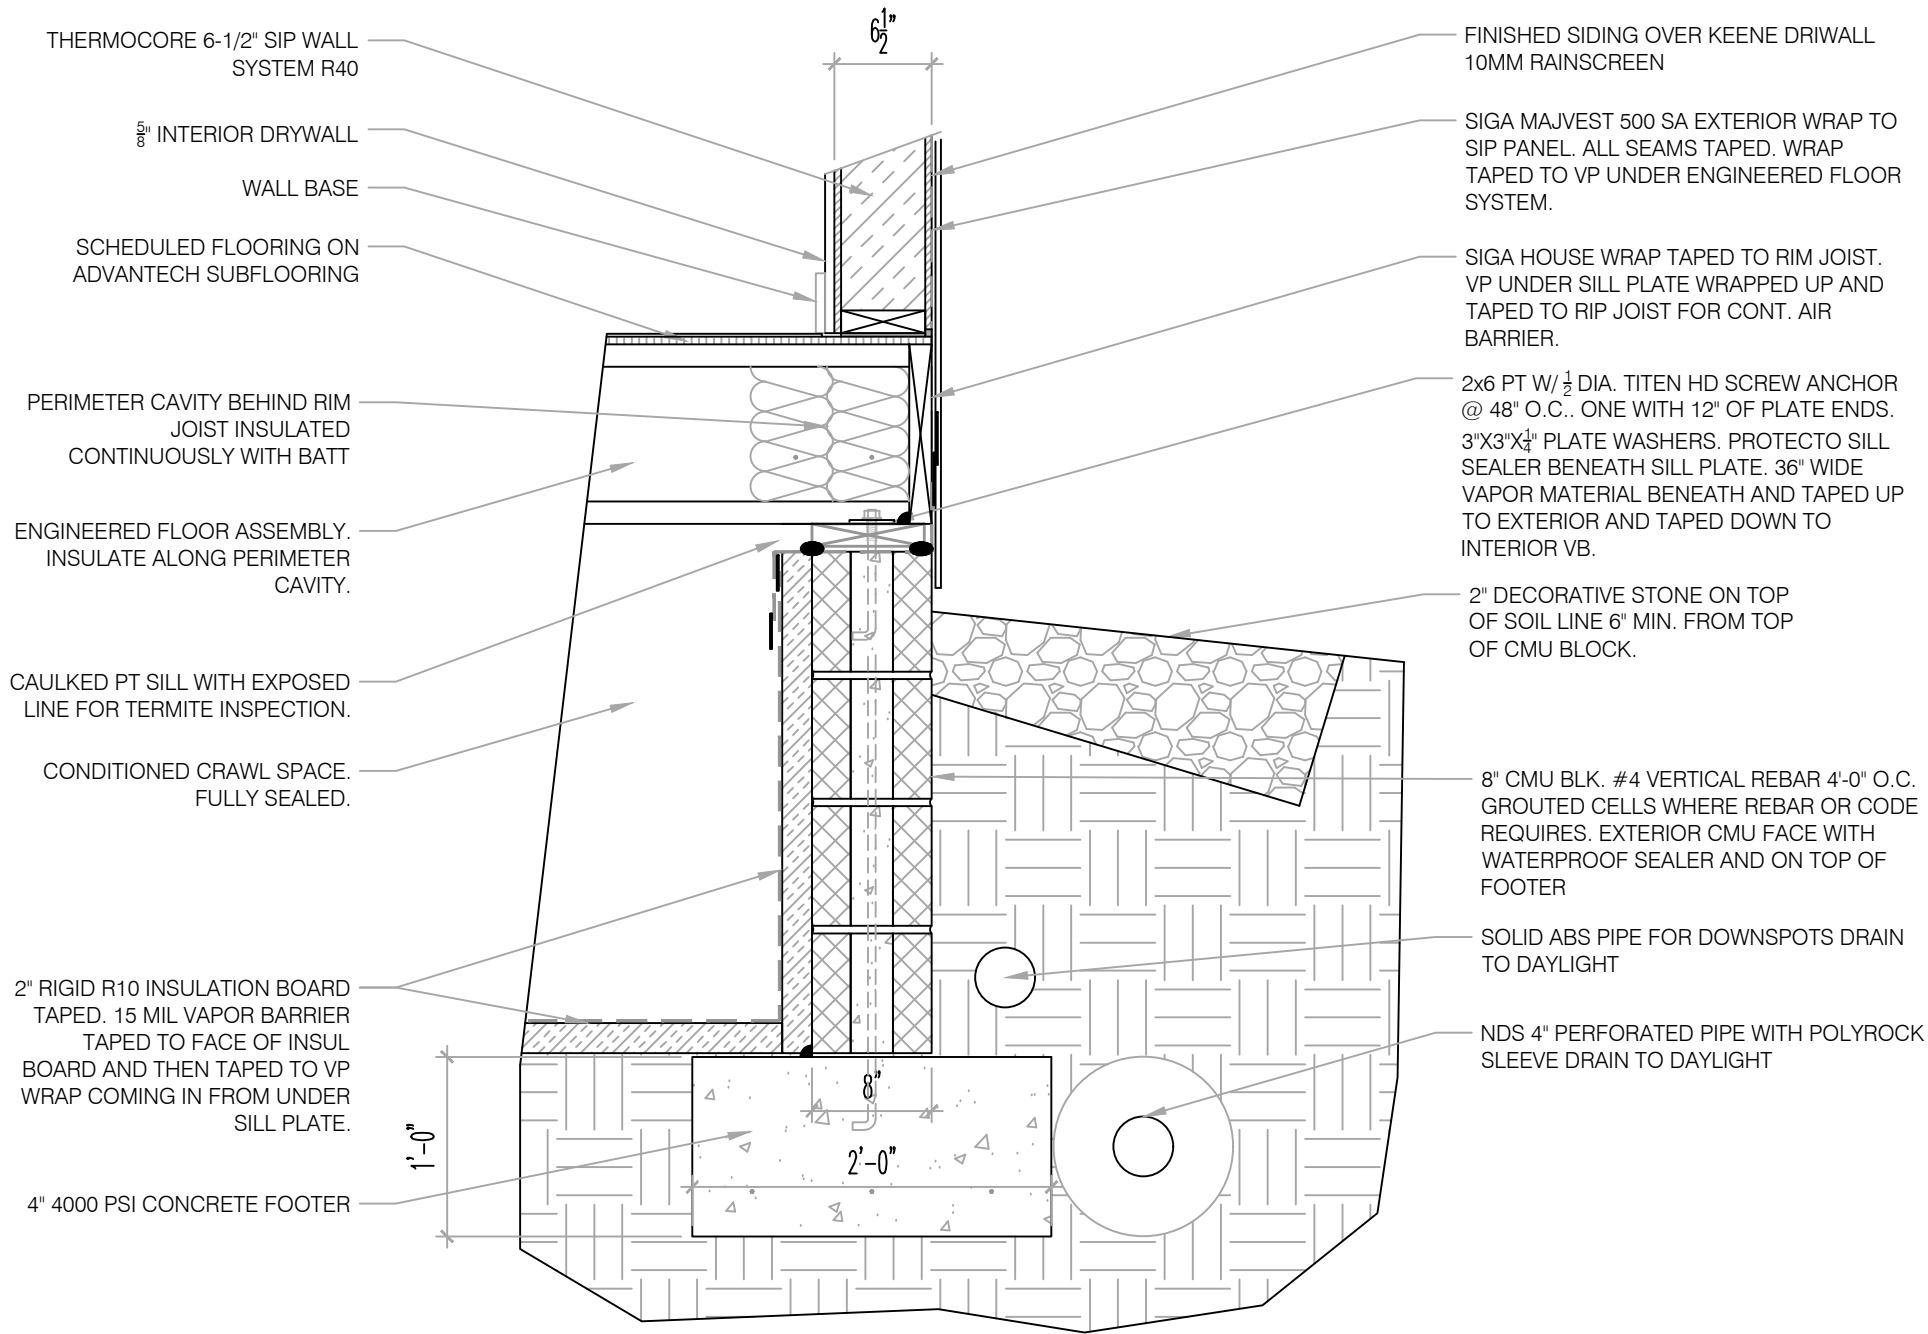 6 1/2"
THERMOCORE 6-1/2" SIP WALL
SYSTEM R40
5/8" INTERIOR DRYWALL
WALL BASE
SCHEDULED FLOORING ON
ADVANTECH SUBFLOORING
PERIMETER CAVITY BEHIND RIM
JOIST INSULATED
CONTINUOUSLY WITH BATT
ENGINEERED FLOOR ASSEMBLY.
INSULATE ALONG PERIMETER
CAVITY.
CAULKED PT SILL WITH EXPOSED
LINE FOR TERMITE INSPECTION.
CONDITIONED CRAWL SPACE.
FULLY SEALED.
2" RIGID R10 INSULATION BOARD
TAPED. 15 MIL VAPOR BARRIER
TAPED TO FACE OF INSUL
BOARD AND THEN TAPED TO VP
WRAP COMING IN FROM UNDER
SILL PLATE.
4" 4000 PSI CONCRETE FOOTER
1'-0"
8"
2'-0"
FINISHED SIDING OVER KEENE DRIWALL
10MM RAINSCREEN
SIGA MAJVEST 500 SA EXTERIOR WRAP TO
SIP PANEL. ALL SEAMS TAPED. WRAP
TAPED TO VP UNDER ENGINEERED FLOOR
SYSTEM.
SIGA HOUSE WRAP TAPED TO RIM JOIST.
VP UNDER SILL PLATE WRAPPED UP AND
TAPED TO RIP JOIST FOR CONT. AIR
BARRIER.
2x6 PT W/ 1/2 DIA. TITEN HD SCREW ANCHOR
@ 48" O.C.. ONE WITH 12" OF PLATE ENDS.
3"X3"X1/4" PLATE WASHERS. PROTECTO SILL
SEALER BENEATH SILL PLATE. 36" WIDE
VAPOR MATERIAL BENEATH AND TAPED UP
TO EXTERIOR AND TAPED DOWN TO
INTERIOR VB.
2" DECORATIVE STONE ON TOP
OF SOIL LINE 6" MIN. FROM TOP
OF CMU BLOCK.
8" CMU BLK. #4 VERTICAL REBAR 4'-0" O.C.
GROUTED CELLS WHERE REBAR OR CODE
REQUIRES. EXTERIOR CMU FACE WITH
WATERPROOF SEALER AND ON TOP OF
FOOTER
SOLID ABS PIPE FOR DOWNSPOTS DRAIN
TO DAYLIGHT
NDS 4" PERFORATED PIPE WITH POLYROCK
SLEEVE DRAIN TO DAYLIGHT